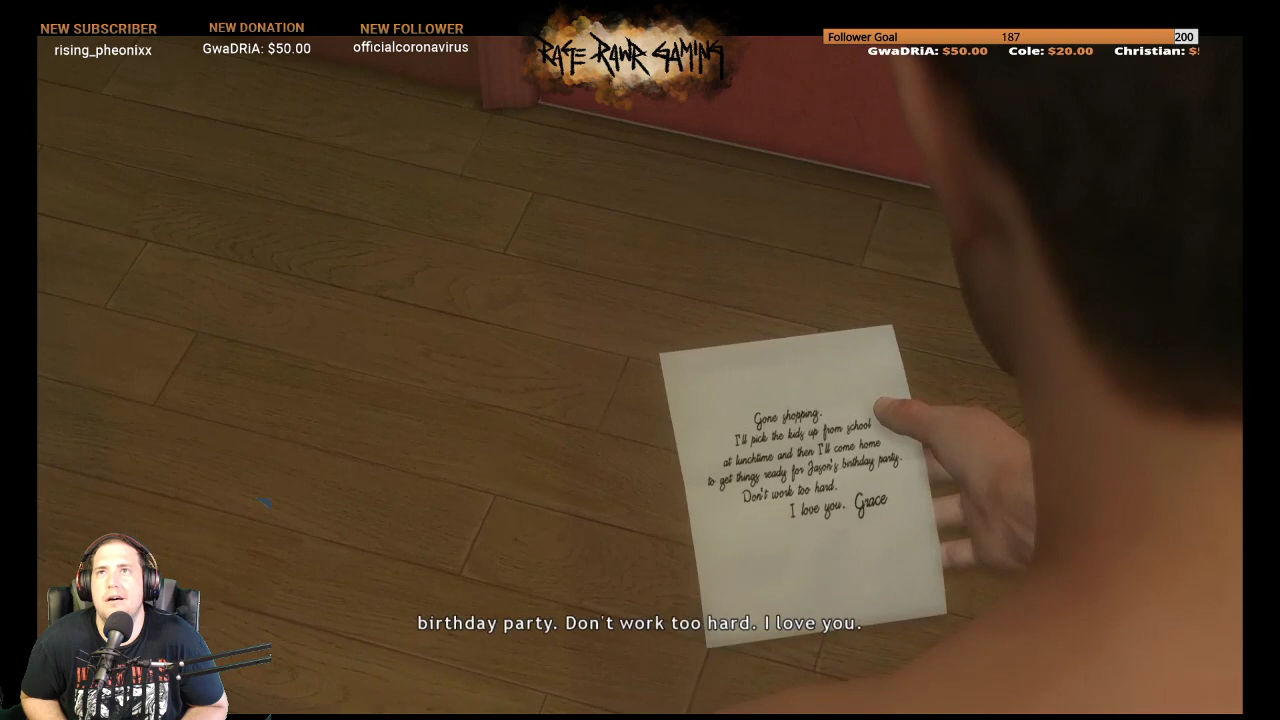 NEW SUBSCRIBER
rising_pheonixx
NEW DONATION
GwaDRiA: $50.00
NEW FOLLOWER
officialcoronavirus
RAGE RAWR GAMING
Follower Goal 187 200
GwaDRiA: $50.00 Cole: $20.00 Christian:
Gone shopping.
I'll pick the kids up from school
at lunchtime and then I'll come home
to get things ready for Jason's birthday party.
Don't work too hard.
I love you. Grace
birthday party. Don't work too hard. I love you.